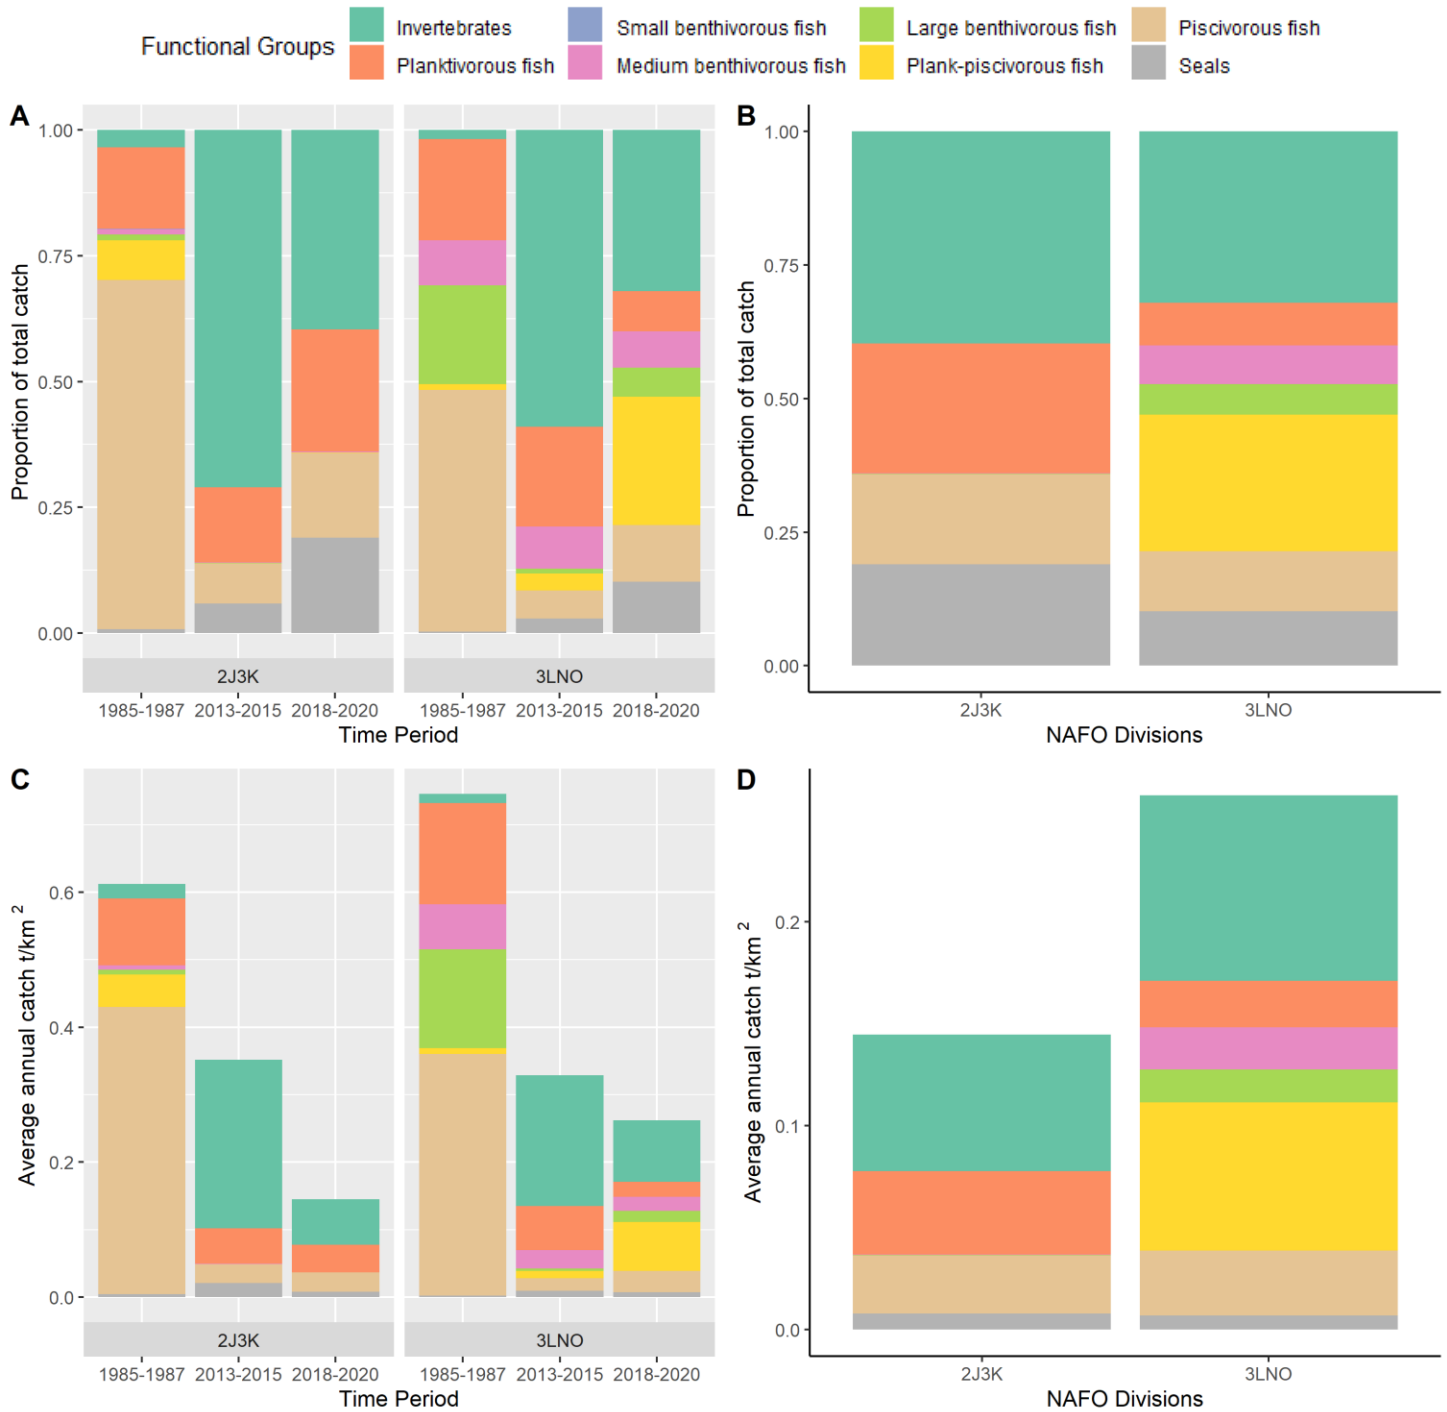 Functional Groups
Invertebrates
Small benthivorous fish
Large benthivorous fish
Piscivorous fish
Planktivorous fish
Medium benthivorous fish
Plank-piscivorous fish
Seals
A
Proportion of total catch
1.00
0.75
0.50
0.25
0.00
2J3K
3LNO
1985-1987
2013-2015
2018-2020
1985-1987
2013-2015
2018-2020
Time Period
B
Proportion of total catch
1.00
0.75
0.50
0.25
0.00
2J3K
3LNO
NAFO Divisions
C
Average annual catch t/km 2
0.6
0.4
0.2
0.0
2J3K
3LNO
1985-1987
2013-2015
2018-2020
1985-1987
2013-2015
2018-2020
Time Period
D
Average annual catch t/km 2
0.2
0.1
0.0
2J3K
3LNO
NAFO Divisions